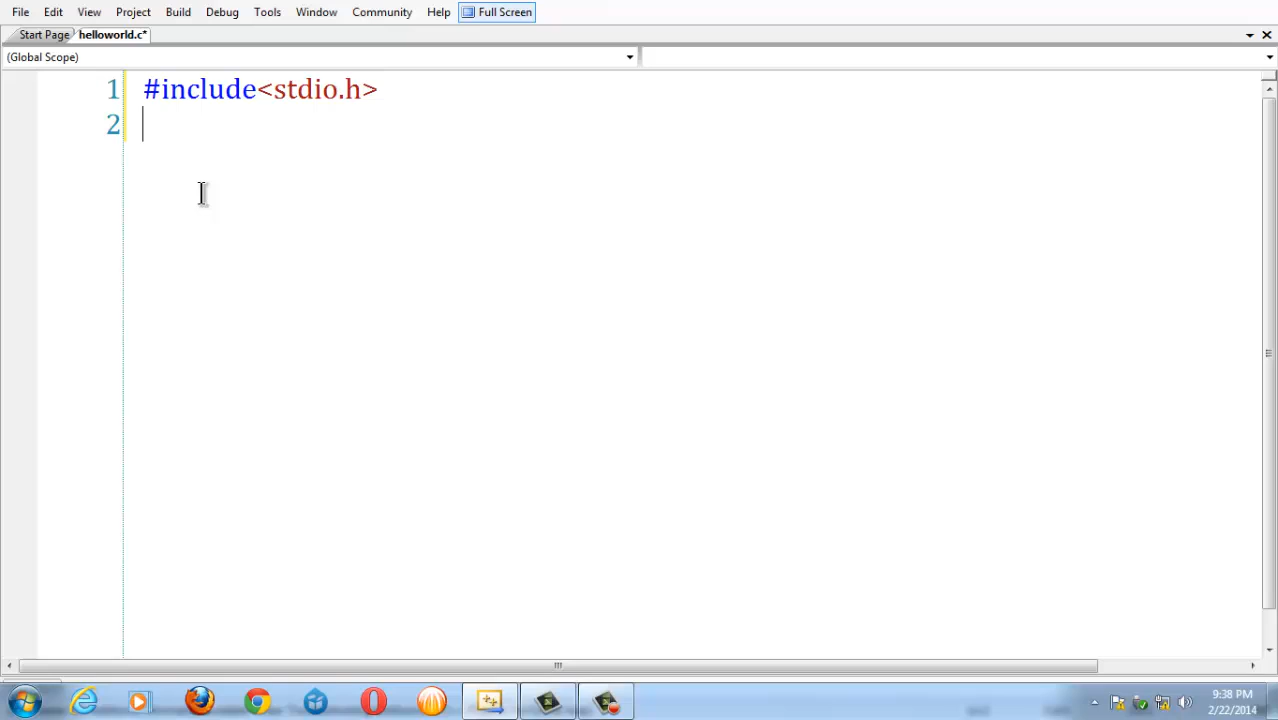 File Edit View Project Build Debug Tools Window Community Help Full Screen
Start Page helloworld.c*
(Global Scope)
1 #include<stdio.h>
2
9:38 PM
2/22/2014